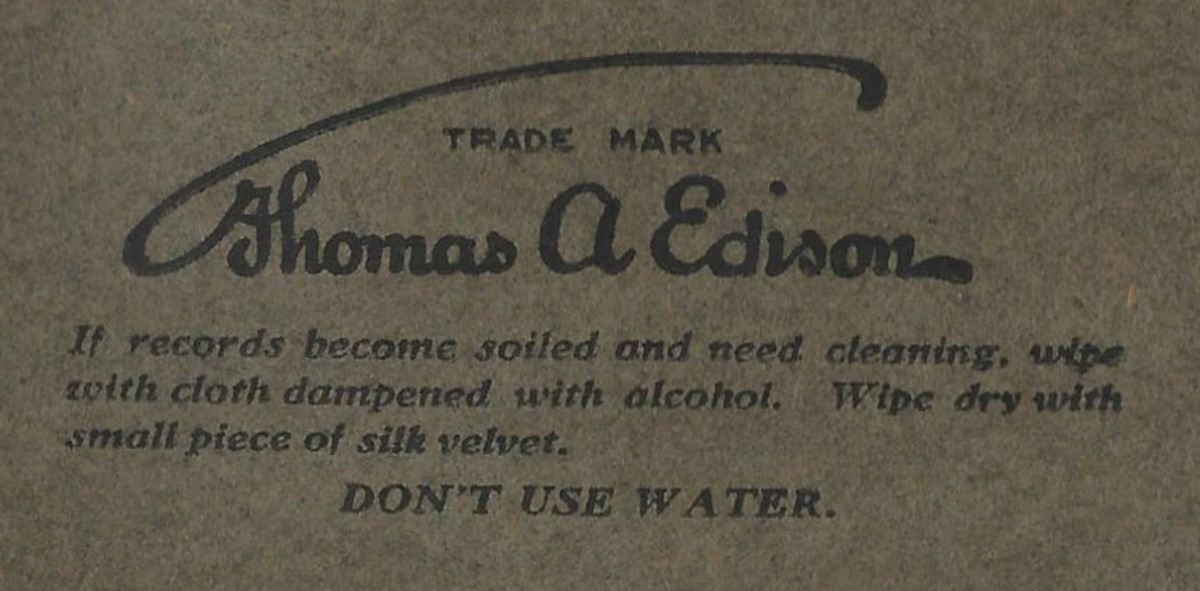 TRADE MARK
Thomas A Edison
If records become soiled and need cleaning, wipe
with cloth dampened with alcohol. Wipe dry with
small piece of silk velvet.
DON'T USE WATER.